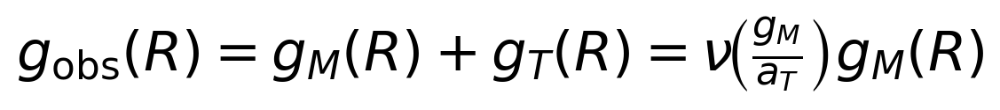 g_obs(R) = g_M(R) + g_T(R) = ν(g_M/a_T) g_M(R)